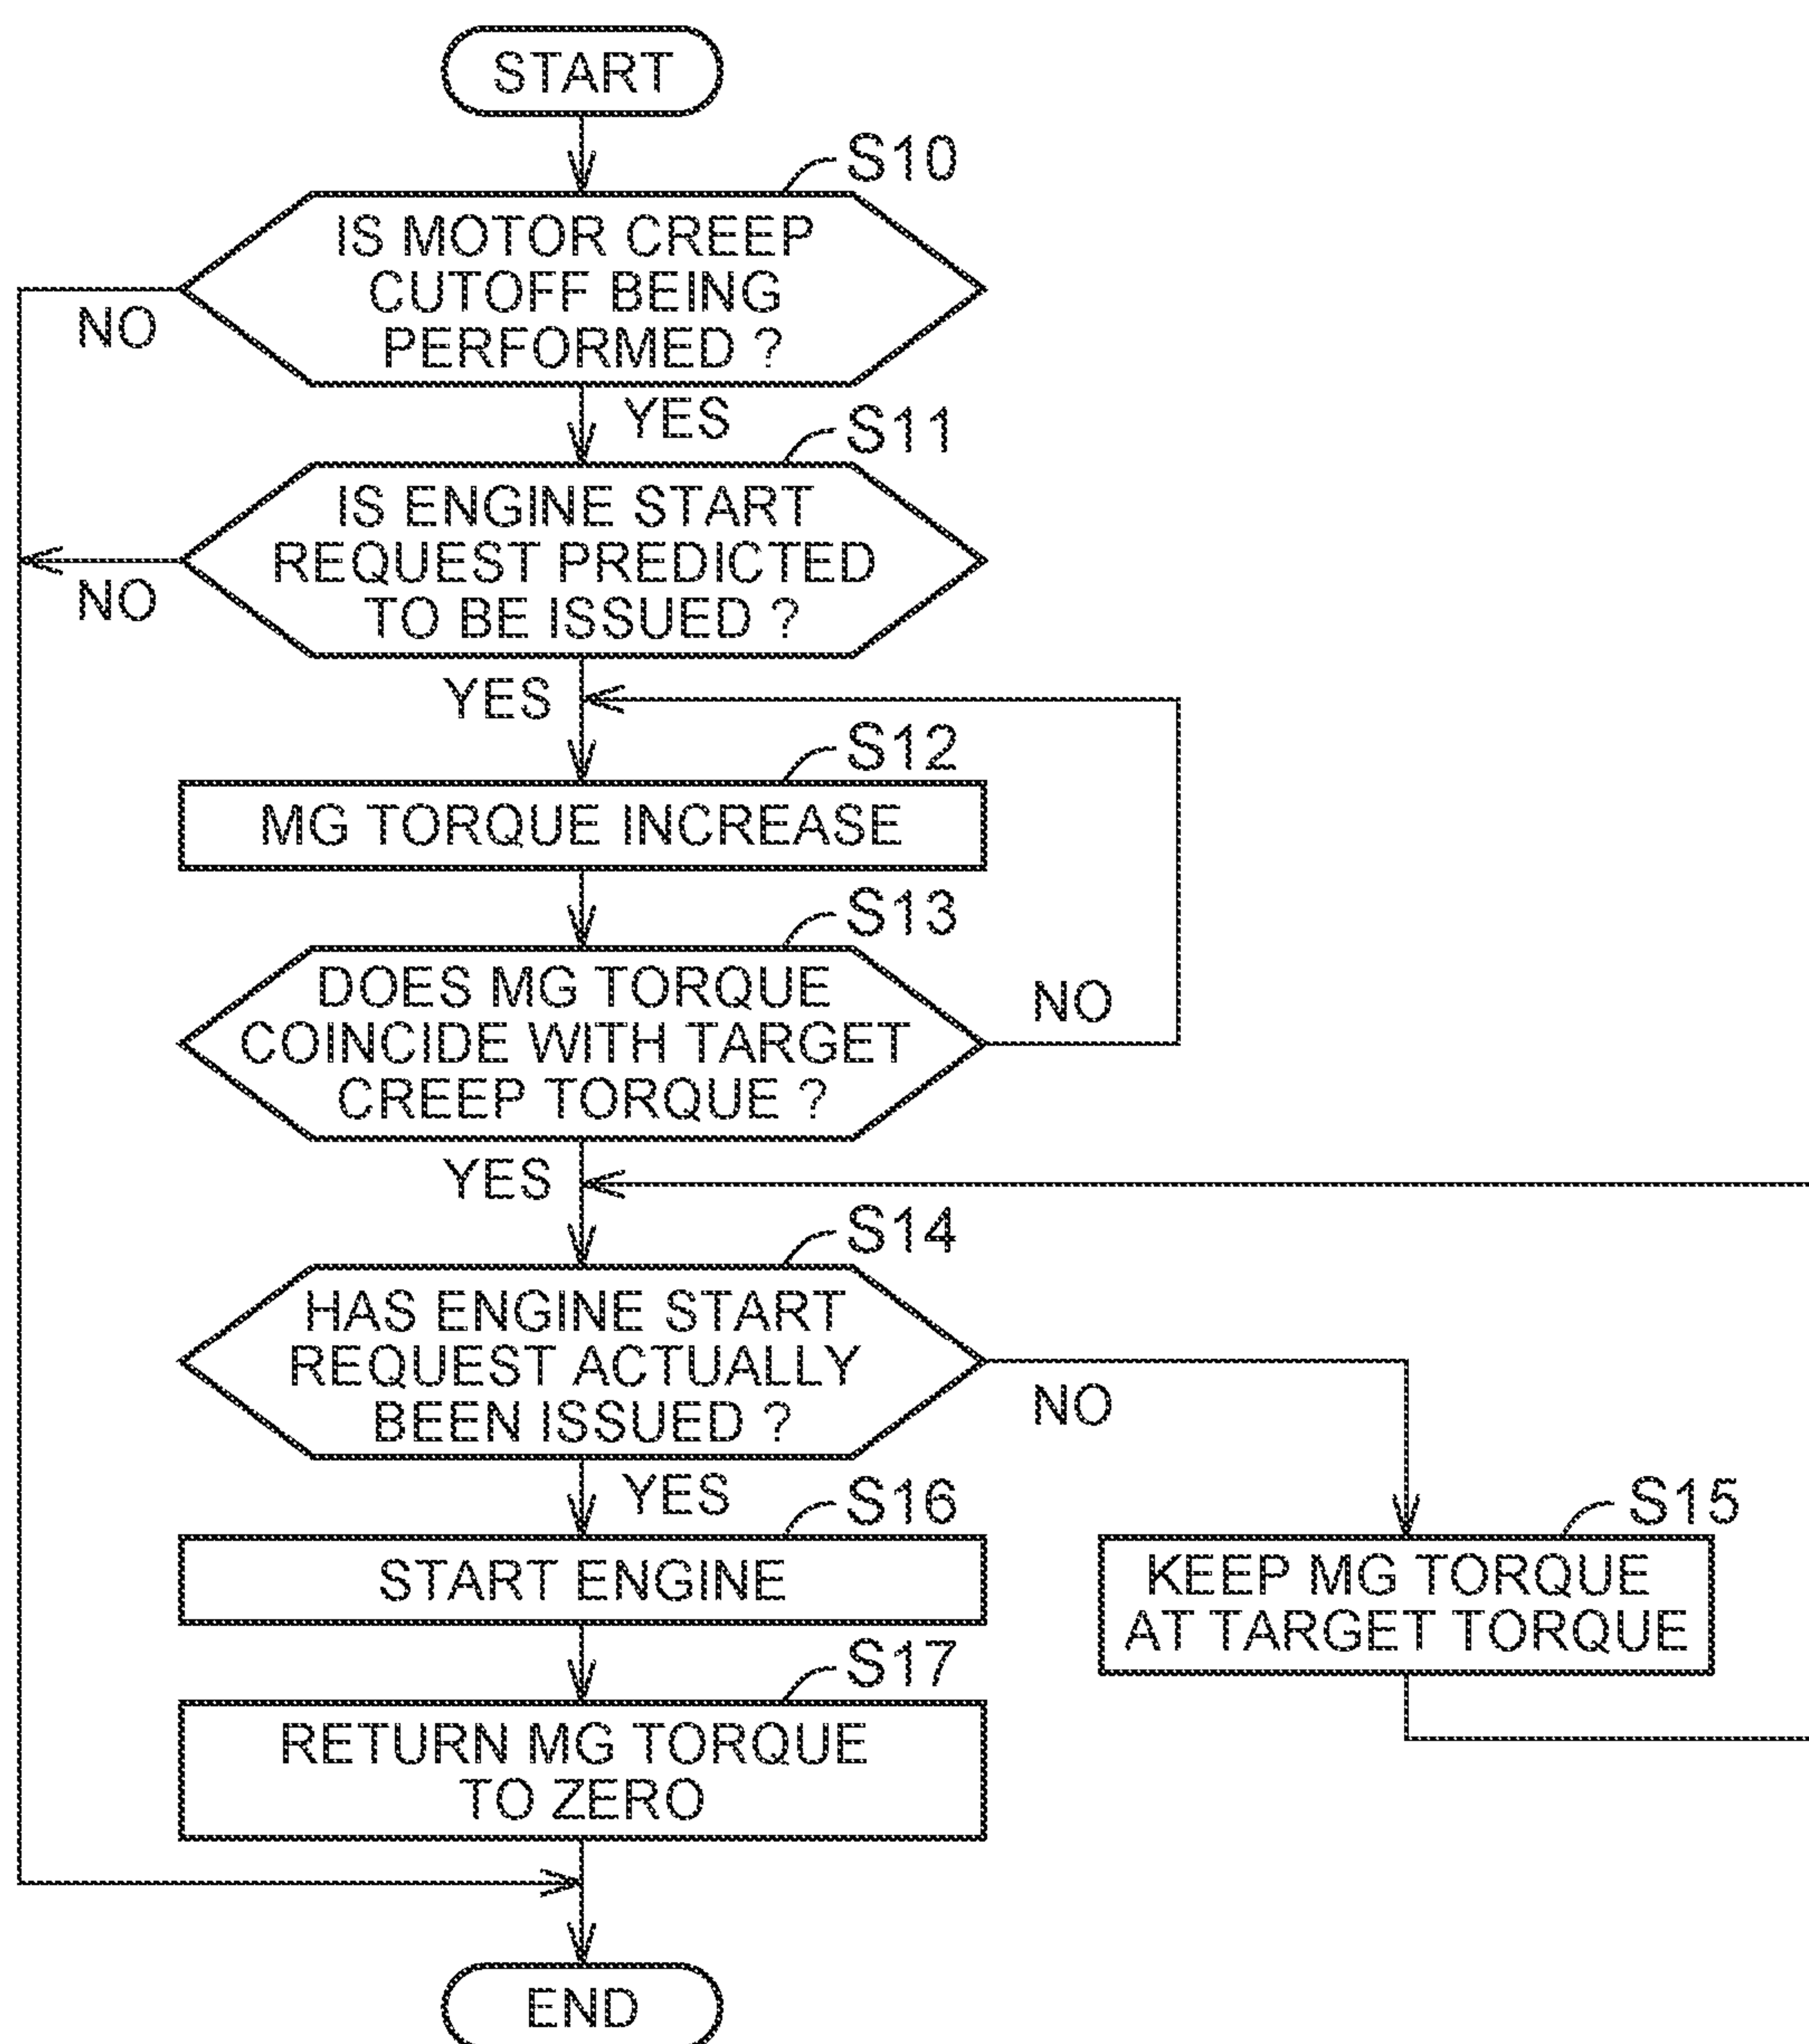 START
S10
IS MOTOR CREEP
CUTOFF BEING
PERFORMED ?
NO
YES
S11
IS ENGINE START
REQUEST PREDICTED
TO BE ISSUED ?
NO
YES
S12
MG TORQUE INCREASE
S13
DOES MG TORQUE
COINCIDE WITH TARGET
CREEP TORQUE ?
NO
YES
S14
HAS ENGINE START
REQUEST ACTUALLY
BEEN ISSUED ?
NO
YES
S16
START ENGINE
S15
KEEP MG TORQUE
AT TARGET TORQUE
S17
RETURN MG TORQUE
TO ZERO
END